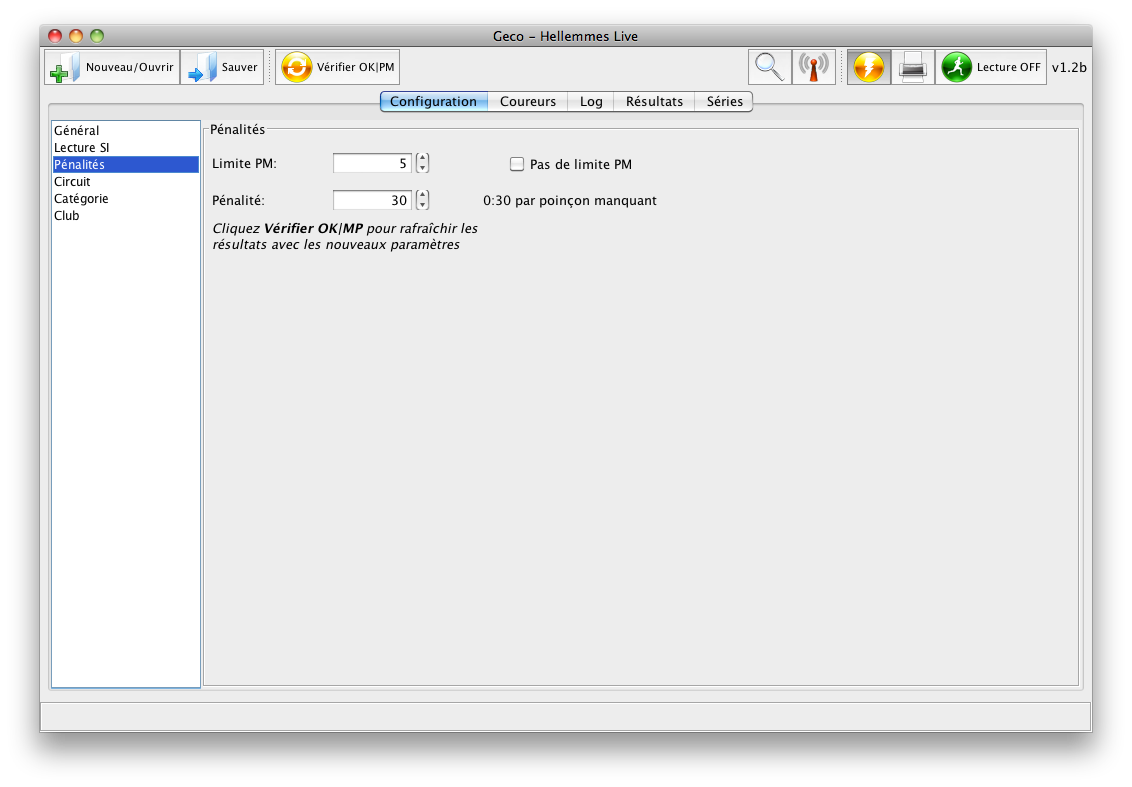 Geco – Hellemmes Live
Nouveau/Ouvrir
Sauver
Vérifier OK|PM
Lecture OFF
v1.2b
Configuration
Coureurs
Log
Résultats
Séries
Général
Lecture SI
Pénalités
Circuit
Catégorie
Club
Pénalités
Limite PM:
5
Pas de limite PM
Pénalité:
30
0:30 par poinçon manquant
Cliquez Vérifier OK|MP pour rafraîchir les
résultats avec les nouveaux paramètres